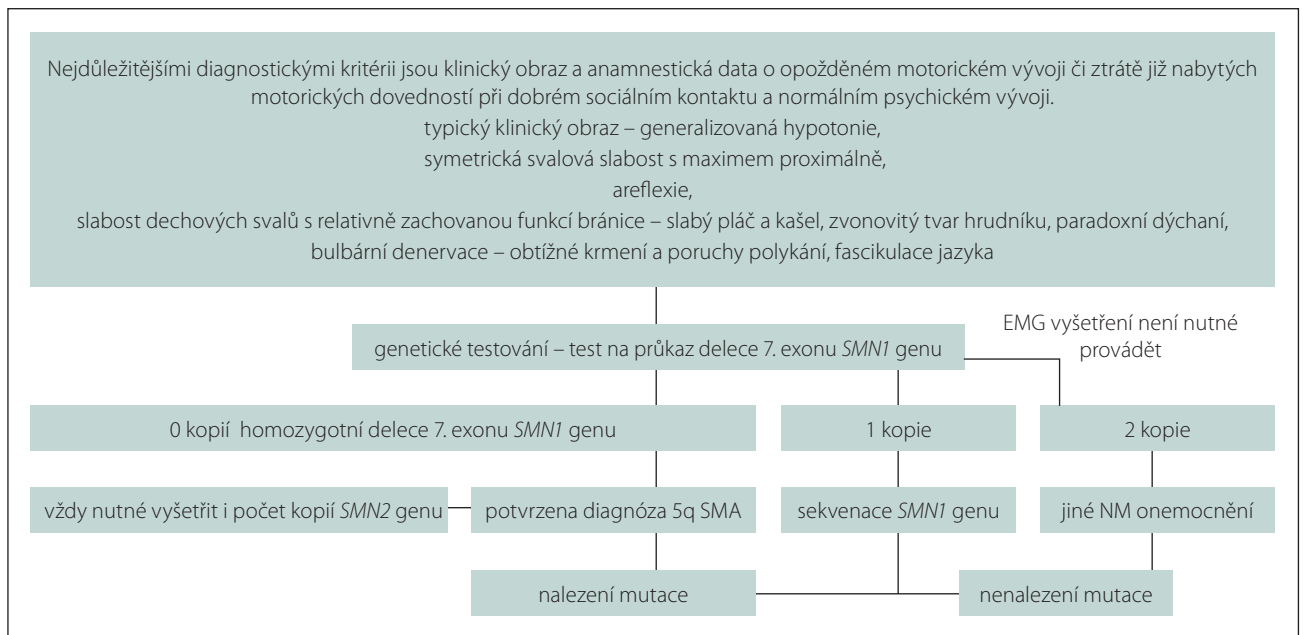 Nejdůležitějšími diagnostickými kritérii jsou klinický obraz a anamnestická data o opožděném motorickém vývoji či ztrátě již nabytých
motorických dovedností při dobrém sociálním kontaktu a normálním psychickém vývoji.
typický klinický obraz – generalizovaná hypotonie,
symetrická svalová slabost s maximem proximálně,
areflexie,
slabost dechových svalů s relativně zachovanou funkcí bránice – slabý pláč a kašel, zvonovitý tvar hrudníku, paradoxní dýchaní,
bulbární denervace – obtížné krmení a poruchy polykání, fascikulace jazyka
EMG vyšetření není nutné
provádět
genetické testování – test na průkaz delece 7. exonu SMN1 genu
0 kopií homozygotní delece 7. exonu SMN1 genu
1 kopie
2 kopie
vždy nutné vyšetřit i počet kopií SMN2 genu
potvrzena diagnóza 5q SMA
sekvenace SMN1 genu
jiné NM onemocnění
nalezení mutace
nenalezení mutace